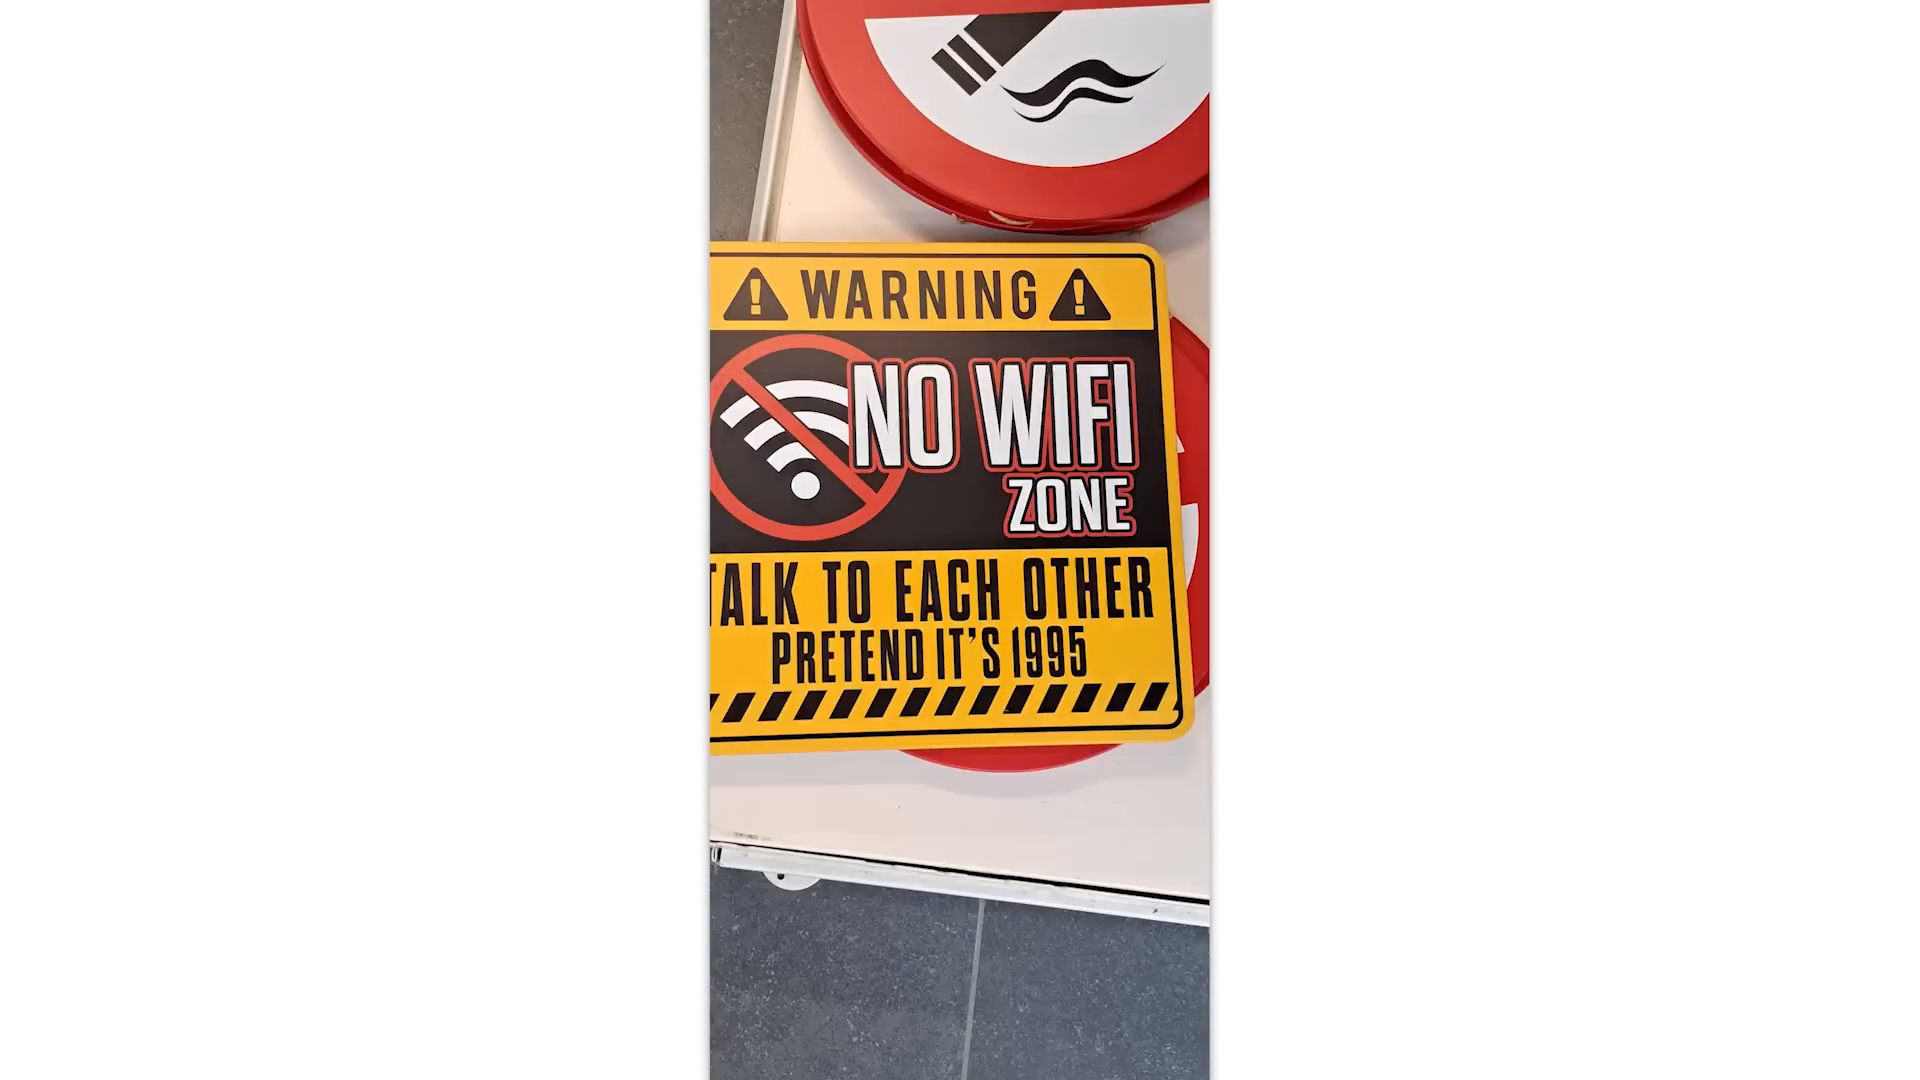 WARNING
NO WIFI
ZONE
TALK TO EACH OTHER
PRETEND IT'S 1995